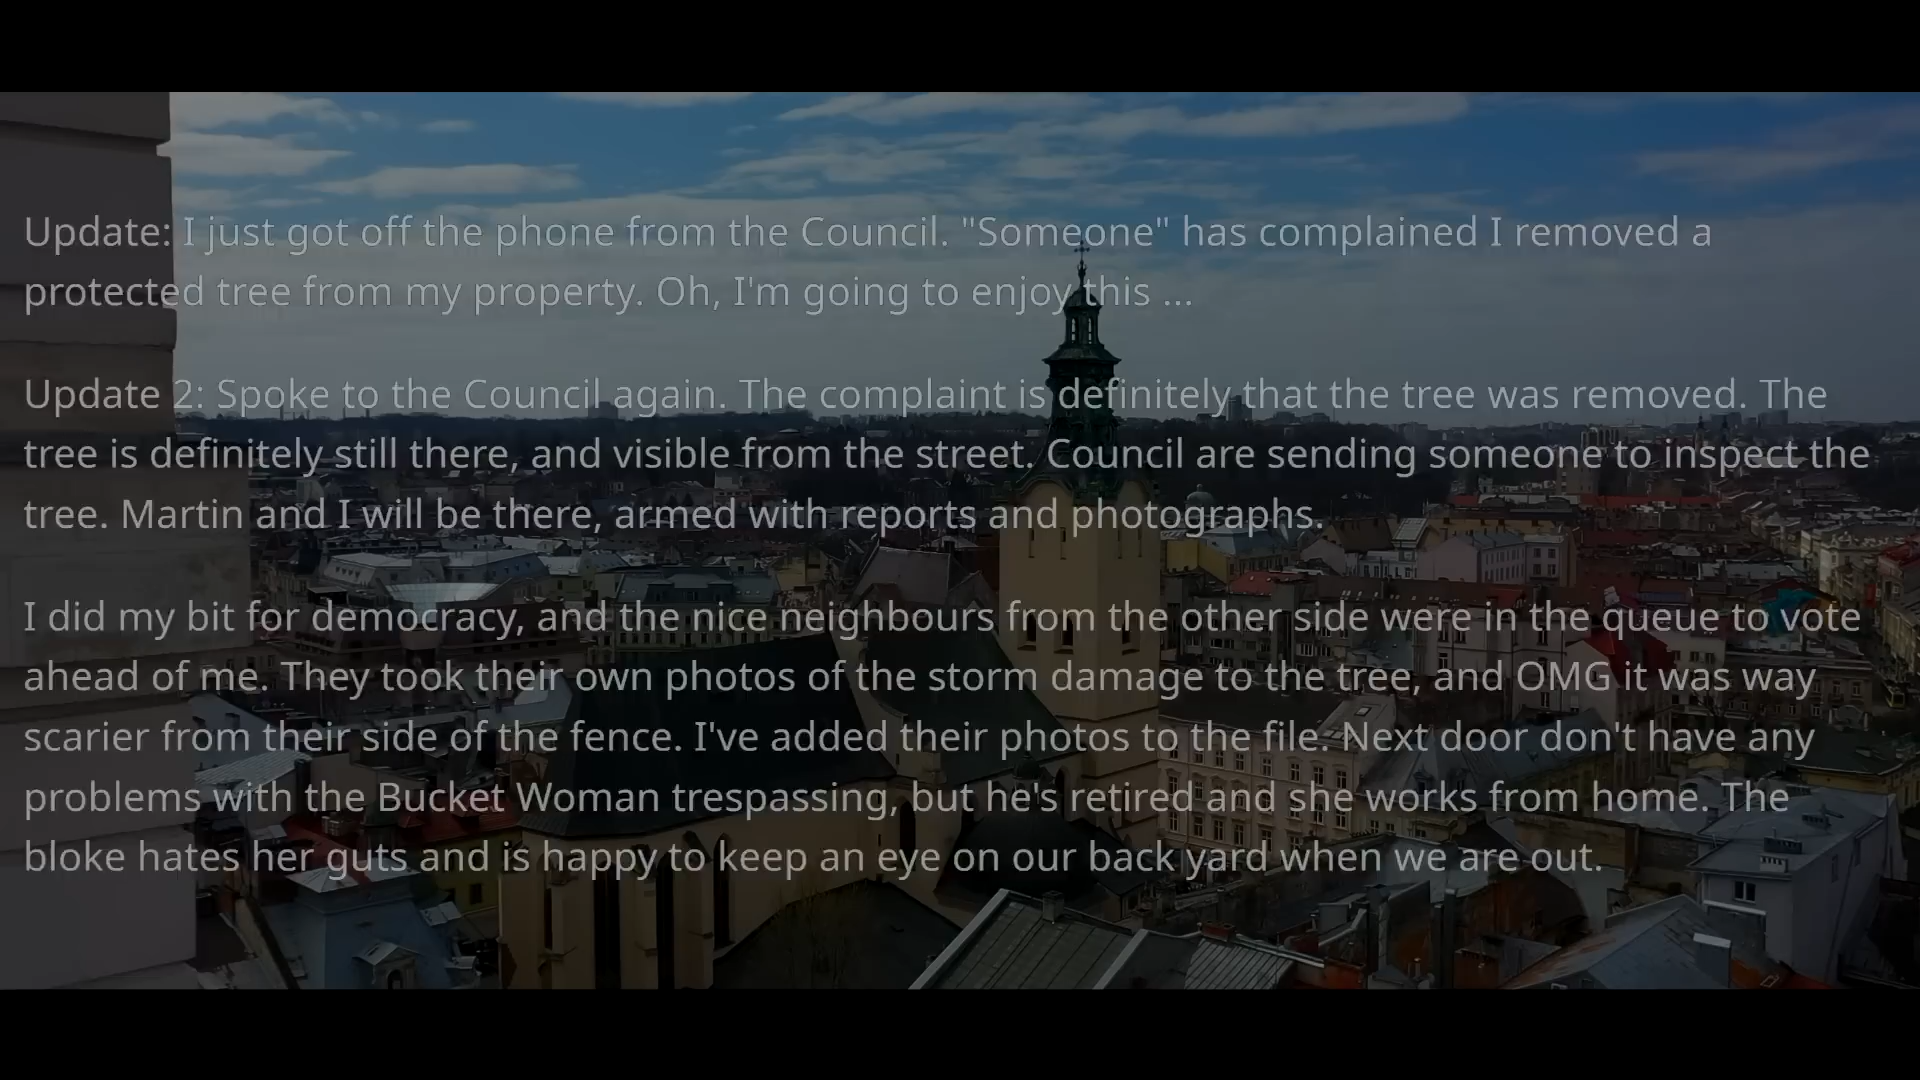 Update: I just got off the phone from the Council. "Someone" has complained I removed a
protected tree from my property. Oh, I'm going to enjoy this ...
Update 2: Spoke to the Council again. The complaint is definitely that the tree was removed. The
tree is definitely still there, and visible from the street. Council are sending someone to inspect the
tree. Martin and I will be there, armed with reports and photographs.
I did my bit for democracy, and the nice neighbours from the other side were in the queue to vote
ahead of me. They took their own photos of the storm damage to the tree, and OMG it was way
scarier from their side of the fence. I've added their photos to the file. Next door don't have any
problems with the Bucket Woman trespassing, but he's retired and she works from home. The
bloke hates her guts and is happy to keep an eye on our back yard when we are out.